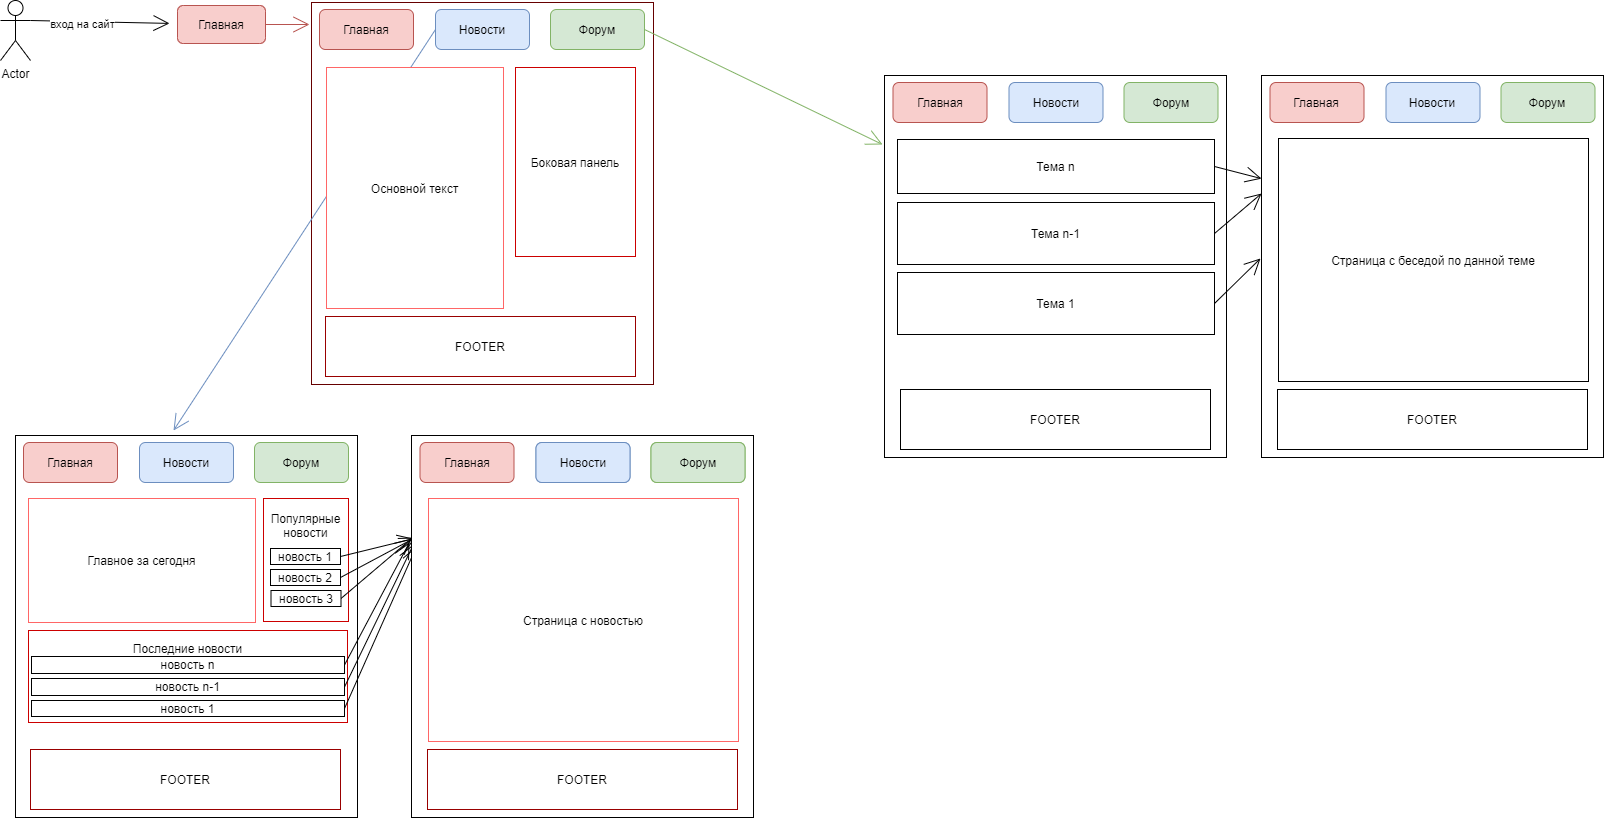 вход на сайт
Actor
Главная
Главная
Новости
Форум
Основной текст
Боковая панель
FOOTER
Главная
Новости
Форум
Тема n
Тема n-1
Тема 1
FOOTER
Главная
Новости
Форум
Страница с беседой по данной теме
FOOTER
Главная
Новости
Форум
Главное за сегодня
Популярные
новости
новость 1
новость 2
новость 3
Последние новости
новость n
новость n-1
новость 1
FOOTER
Главная
Новости
Форум
Страница с новостью
FOOTER